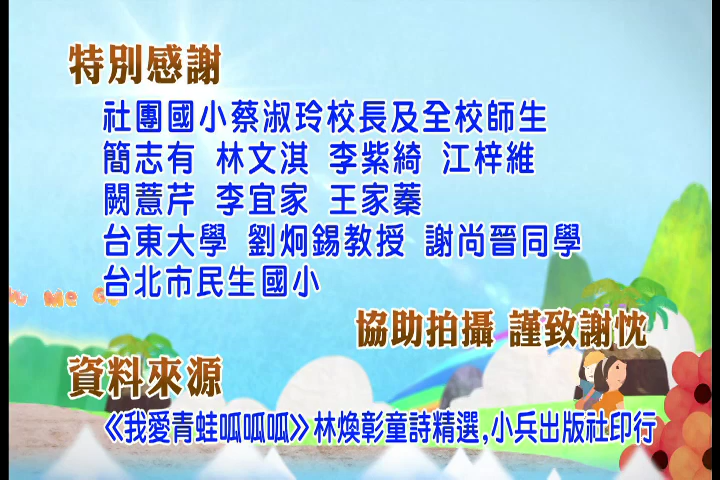 特別感謝
社團國小蔡淑玲校長及全校師生
簡志有 林文淇 李紫綺 江梓維
闕薏芹 李宜家 王家蓁
台東大學 劉炯錫教授 謝尚晉同學
台北市民生國小
協助拍攝 謹致謝忱
資料來源
《我愛青蛙呱呱呱》林煥彰童詩精選,小兵出版社印行